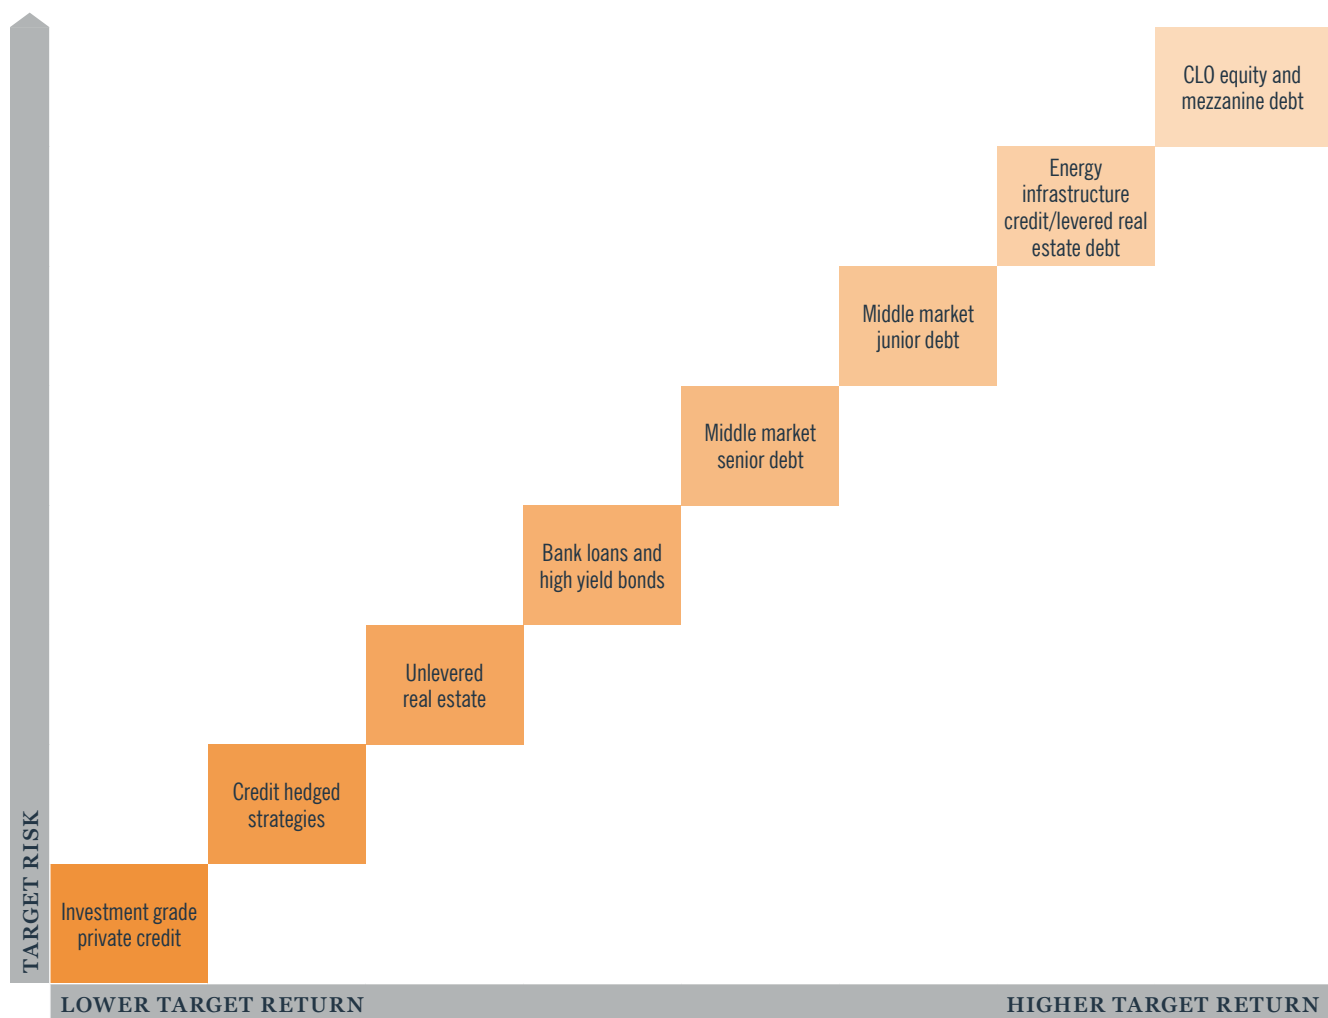 CLO equity and
mezzanine debt
Energy
infrastructure
credit/levered real
estate debt
Middle market
junior debt
Middle market
senior debt
Bank loans and
high yield bonds
Unlevered
real estate
Credit hedged
strategies
Investment grade
private credit
TARGET RISK
LOWER TARGET RETURN
HIGHER TARGET RETURN